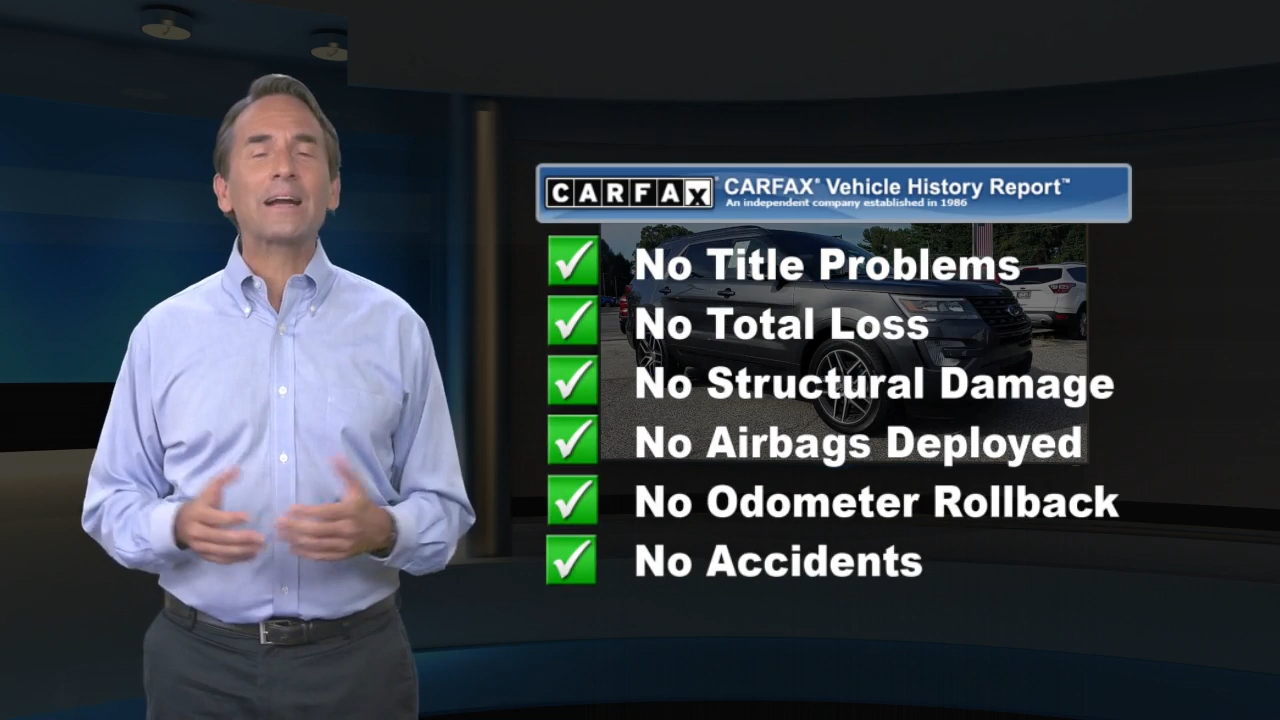 CARFAX
CARFAX® Vehicle History Report™
An independent company established in 1986
No Title Problems
No Total Loss
No Structural Damage
No Airbags Deployed
No Odometer Rollback
No Accidents